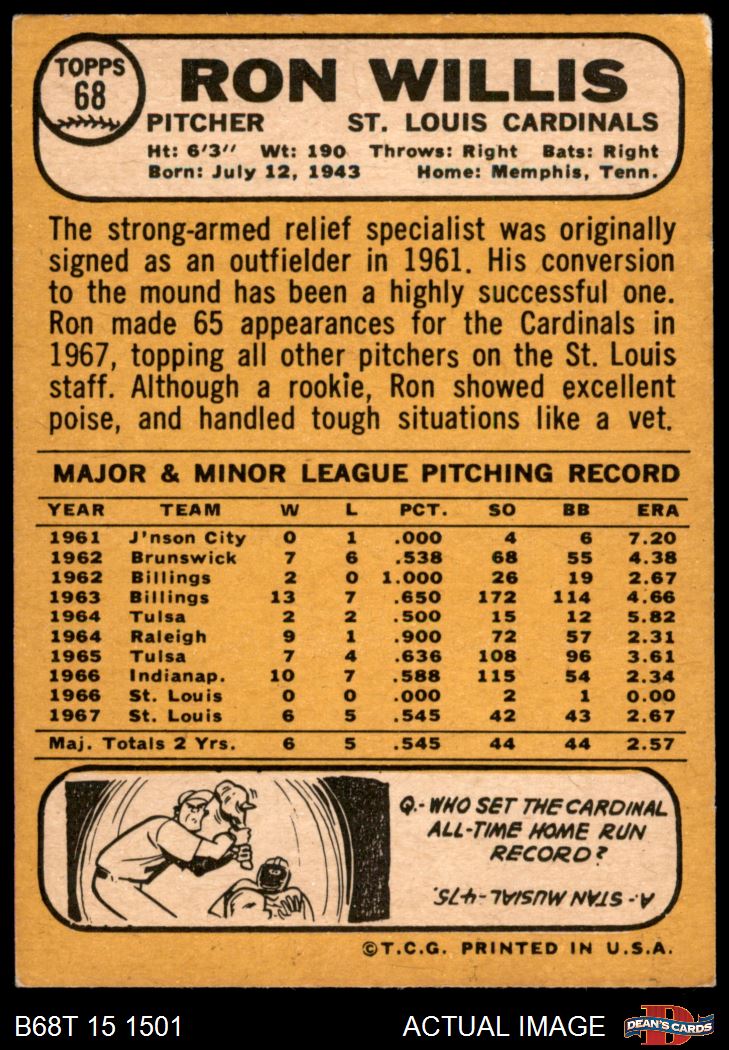 TOPPS
68
RON WILLIS
PITCHER ST. LOUIS CARDINALS
Ht: 6'3" Wt: 190 Throws: Right Bats: Right
Born: July 12, 1943 Home: Memphis, Tenn.
The strong-armed relief specialist was originally
signed as an outfielder in 1961. His conversion
to the mound has been a highly successful one.
Ron made 65 appearances for the Cardinals in
1967, topping all other pitchers on the St. Louis
staff. Although a rookie, Ron showed excellent
poise, and handled tough situations like a vet.
MAJOR & MINOR LEAGUE PITCHING RECORD
YEAR TEAM W L PCT. SO BB ERA
1961 J'nson City 0 1 .000 4 6 7.20
1962 Brunswick 7 6 .538 68 55 4.38
1962 Billings 2 0 1.000 26 19 2.67
1963 Billings 13 7 .650 172 114 4.66
1964 Tulsa 2 2 .500 15 12 5.82
1964 Raleigh 9 1 .900 72 57 2.31
1965 Tulsa 7 4 .636 108 96 3.61
1966 Indianap. 10 7 .588 115 54 2.34
1966 St. Louis 0 0 .000 2 1 0.00
1967 St. Louis 6 5 .545 42 43 2.67
Maj. Totals 2 Yrs. 6 5 .545 44 44 2.57
Q.- WHO SET THE CARDINAL
ALL-TIME HOME RUN
RECORD?
A.- STAN MUSIAL-475.
©T.C.G. PRINTED IN U.S.A.
B68T 15 1501 ACTUAL IMAGE
DEAN'S CARDS